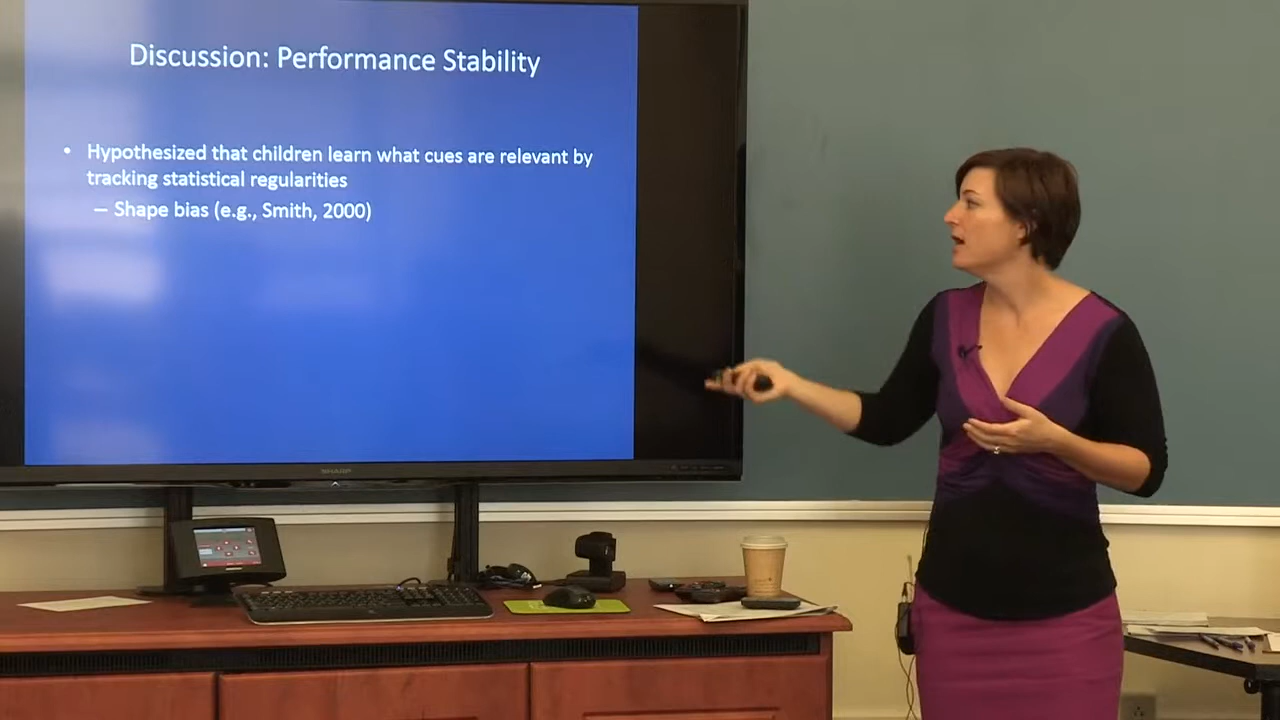 Discussion: Performance Stability
• Hypothesized that children learn what cues are relevant by
tracking statistical regularities
– Shape bias (e.g., Smith, 2000)
SHARP